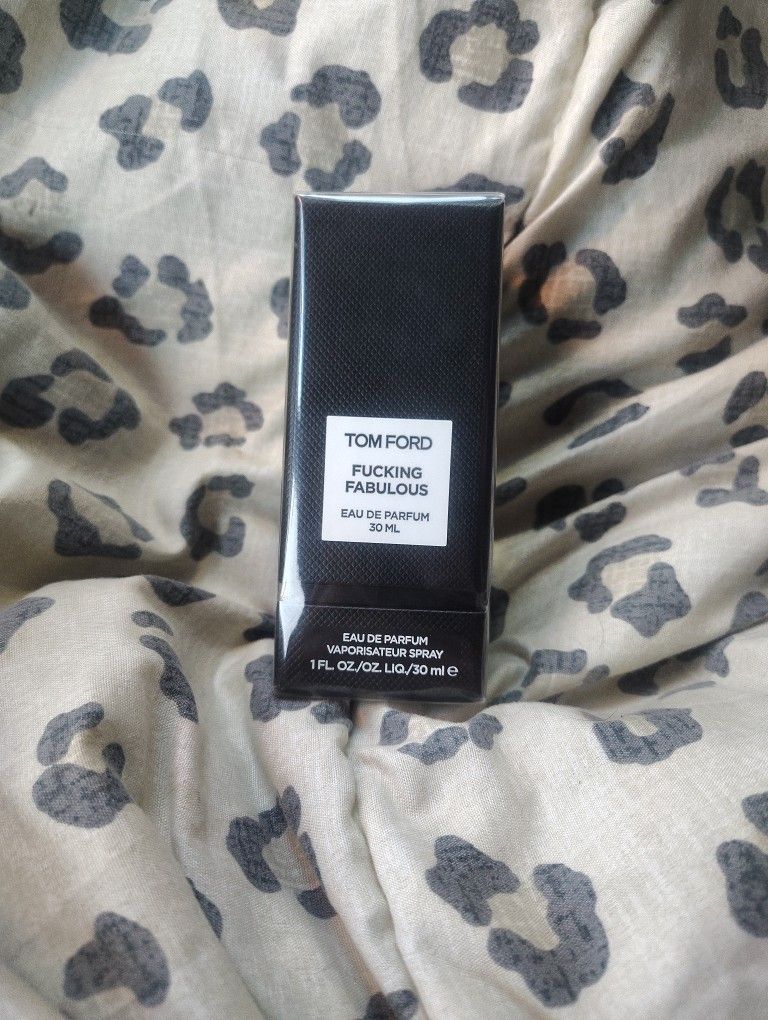 TOM FORD
FUCKING
FABULOUS
EAU DE PARFUM
30 ML
EAU DE PARFUM
VAPORISATEUR SPRAY
1 FL. OZ./OZ. LIQ./30 ml ℮